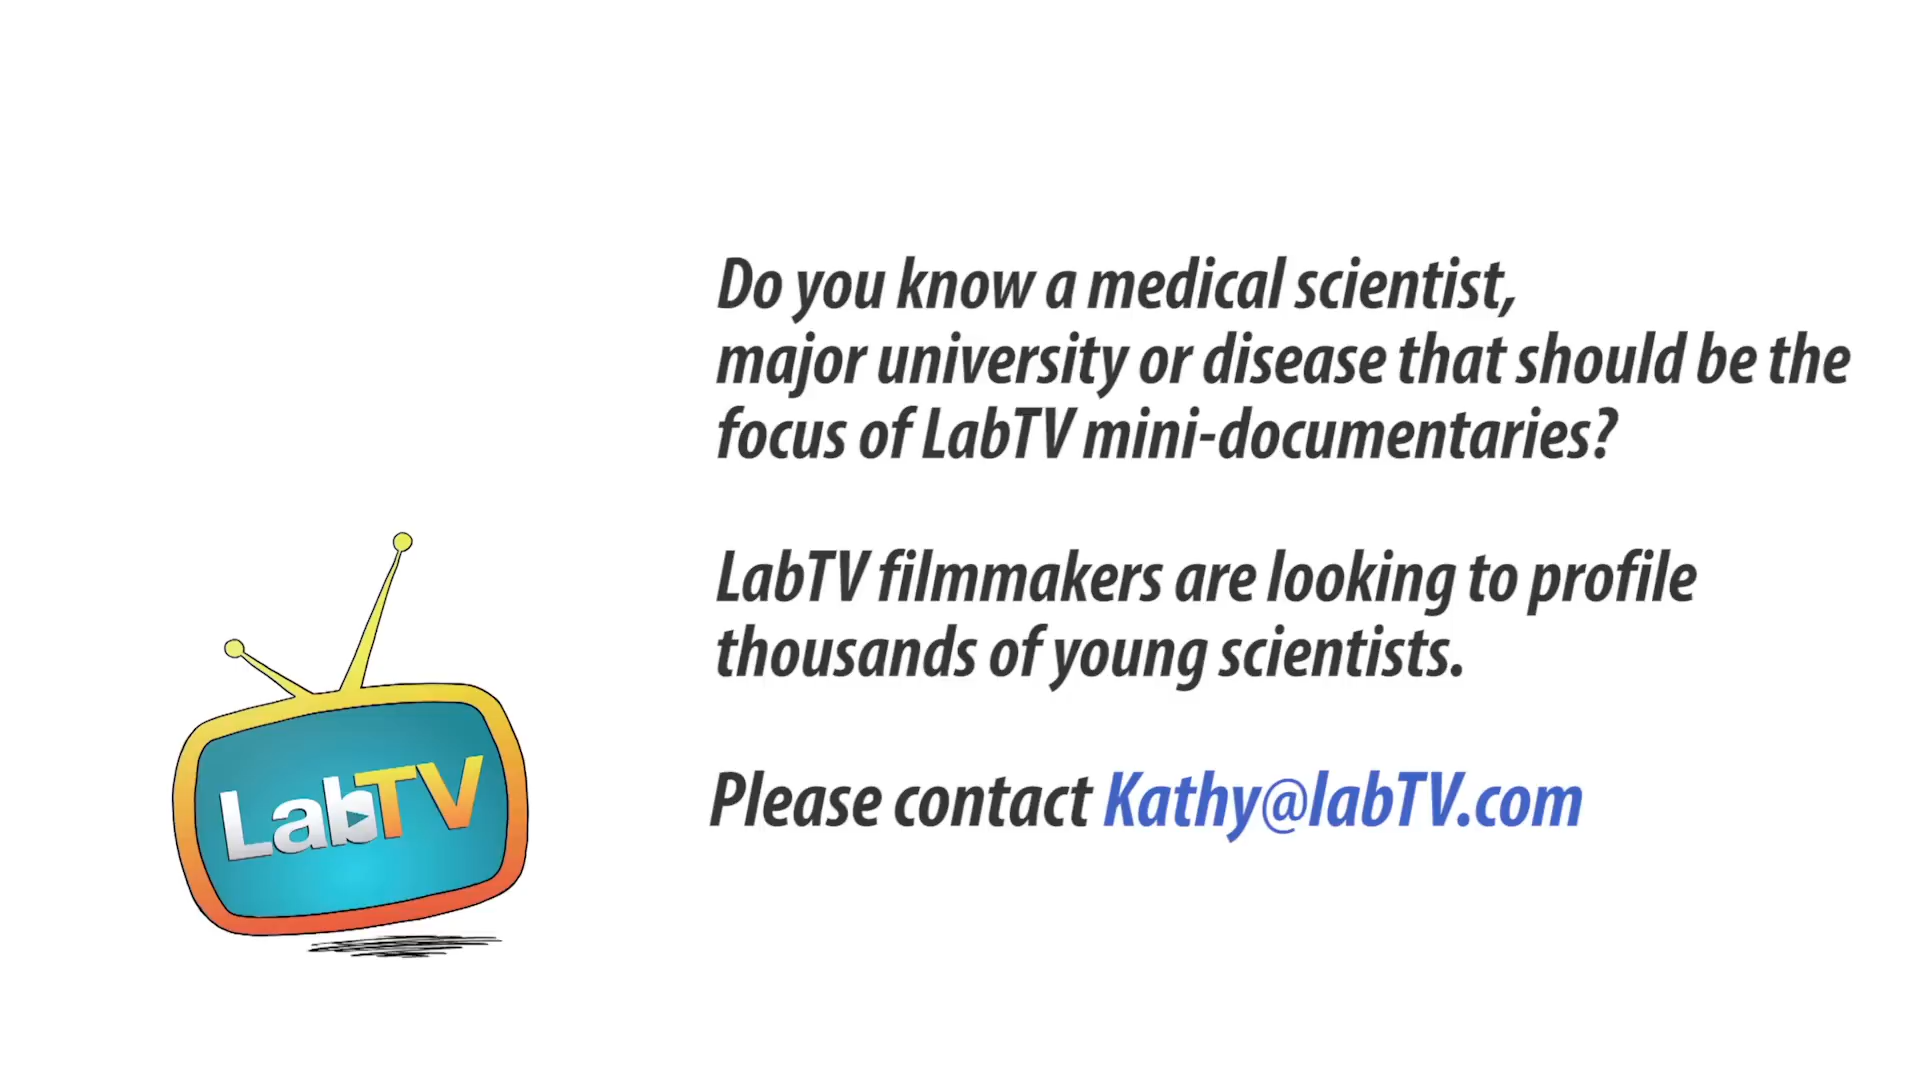 Do you know a medical scientist,
major university or disease that should be the
focus of LabTV mini-documentaries?
LabTV filmmakers are looking to profile
thousands of young scientists.
Please contact Kathy@labTV.com
LabTV